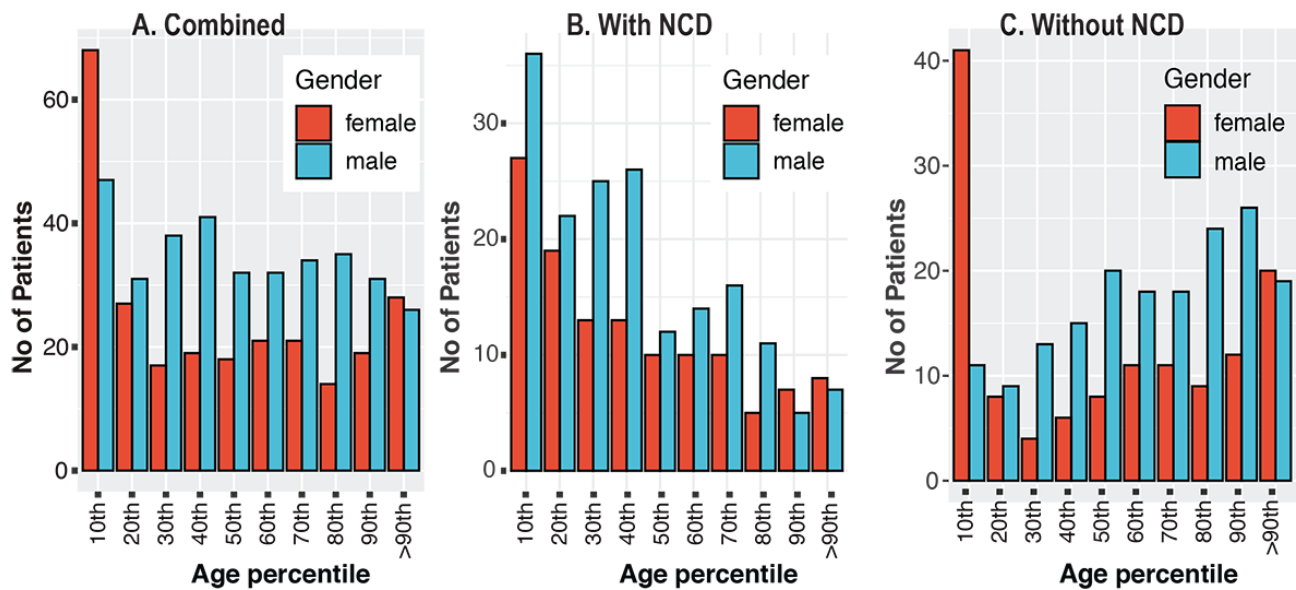 A. Combined
Gender
female
male
60
40
20
0
No of Patients
10th
20th
30th
40th
50th
60th
70th
80th
90th
>90th
Age percentile
B. With NCD
Gender
female
male
30
20
10
0
No of Patients
10th
20th
30th
40th
50th
60th
70th
80th
90th
>90th
Age percentile
C. Without NCD
Gender
female
male
40
30
20
10
0
No of Patients
10th
20th
30th
40th
50th
60th
70th
80th
90th
>90th
Age percentile